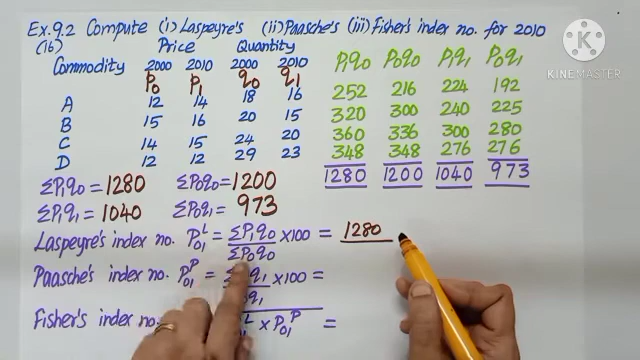 Ex.9.2 Compute (i) Laspeyre's (ii) Paasche's (iii) Fisher's index no. for 2010
(16) Price Quantity P₁q₀ P₀q₀ P₁q₁ P₀q₁
Commodity 2000 2010 2000 2010
P₀ P₁ q₀ q₁
A 12 14 18 16 252 216 224 192
B 15 16 20 15 320 300 240 225
C 14 15 24 20 360 336 300 280
D 12 12 29 23 348 348 276 276
1280 1200 1040 973
ΣP₁q₀ = 1280 ΣP₀q₀ = 1200
ΣP₁q₁ = 1040 ΣP₀q₁ = 973
Laspeyre's index no. P₀₁ᴸ = ΣP₁q₀ / ΣP₀q₀ ×100 = 1280
Paasche's index no. P₀₁ᴾ = q₁ / q₁ ×100 =
Fisher's index no. × P₀₁ᴾ =
KINEMASTER